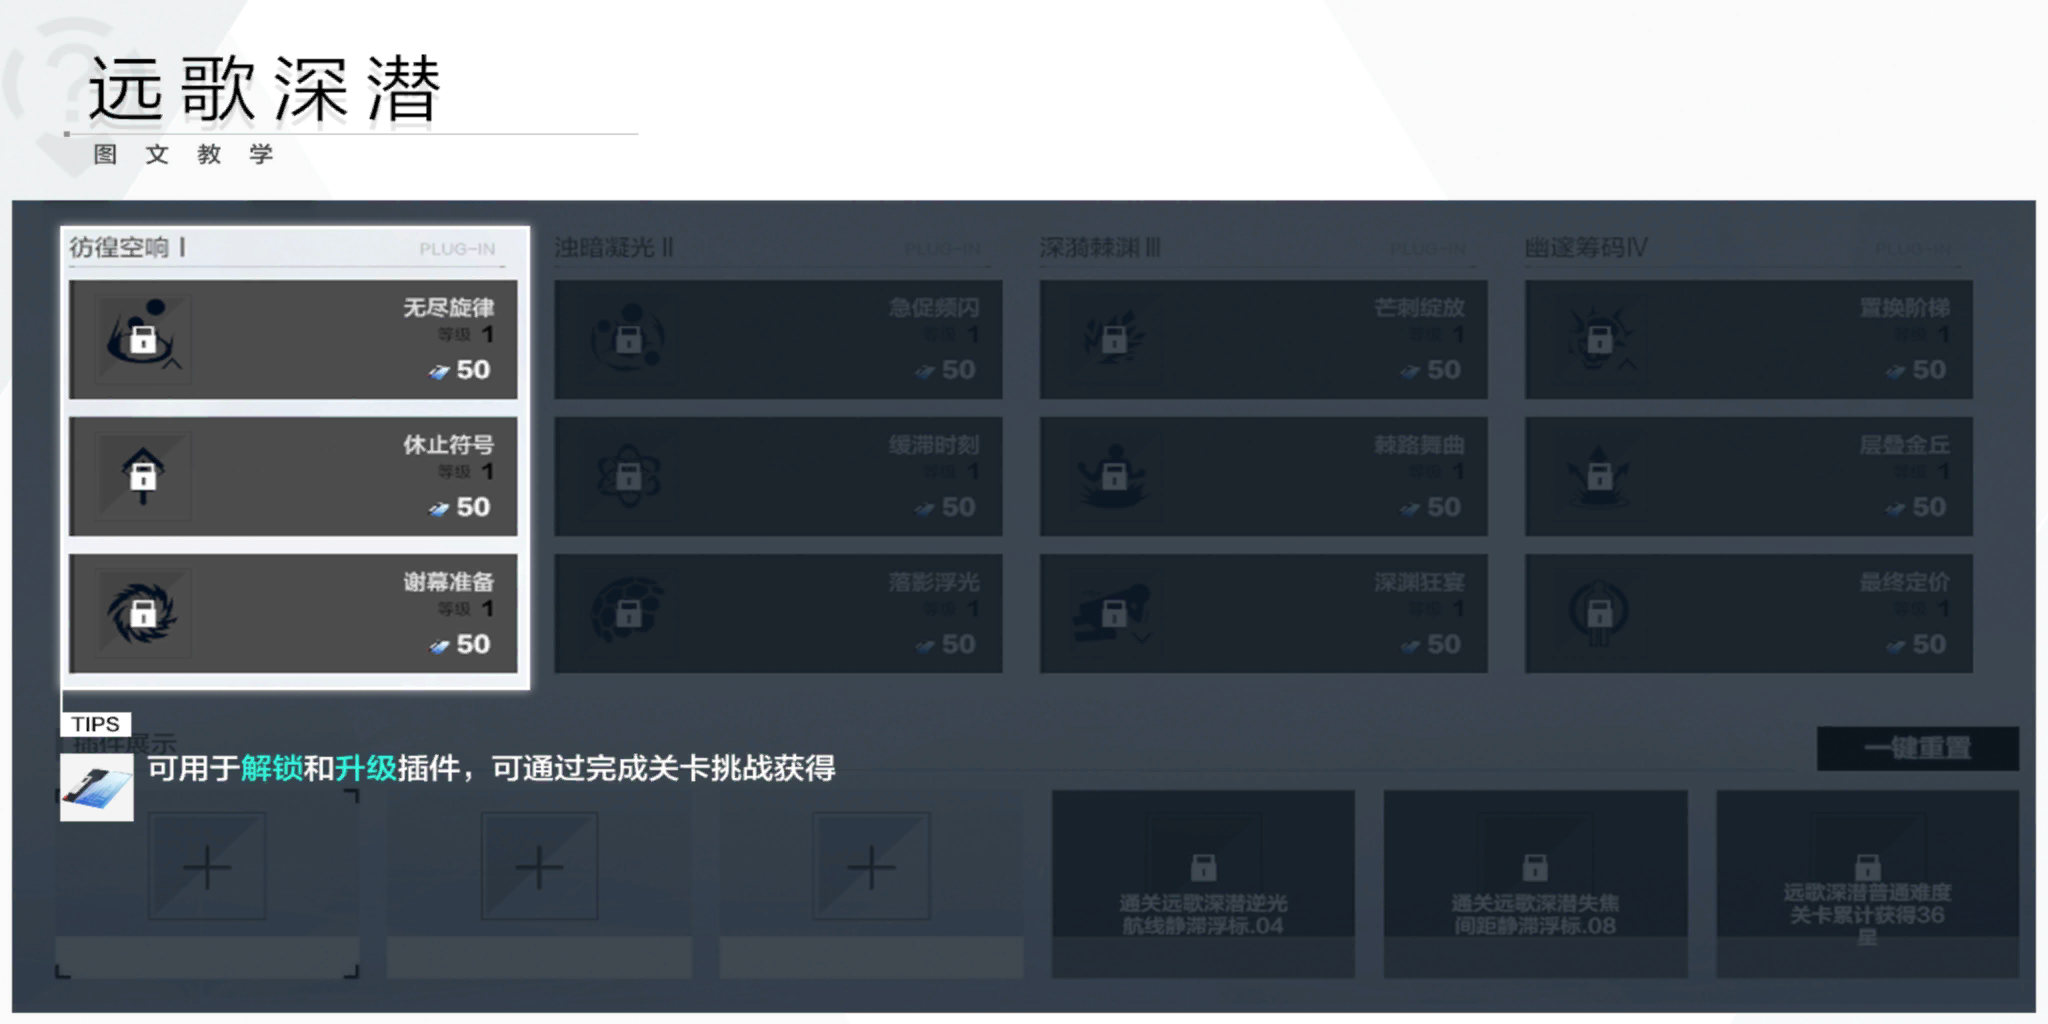 远歌深潜
图文教学
彷徨空响 I
PLUG-IN
无尽旋律
等级 1
50
休止符号
等级 1
50
谢幕准备
等级 1
50
浊暗凝光 II
PLUG-IN
急促频闪
等级 1
50
缓滞时刻
等级 1
50
落影浮光
等级 1
50
深漪棘渊 III
PLUG-IN
芒刺绽放
等级 1
50
棘路舞曲
等级 1
50
深渊狂宴
等级 1
50
幽邃筹码 IV
PLUG-IN
置换阶梯
等级 1
50
层叠金丘
等级 1
50
最终定价
等级 1
50
TIPS
插件展示
可用于解锁和升级插件，可通过完成关卡挑战获得
一键重置
通关远歌深潜逆光
航线静滞浮标.04
通关远歌深潜失焦
间距静滞浮标.08
远歌深潜普通难度
关卡累计获得36
星